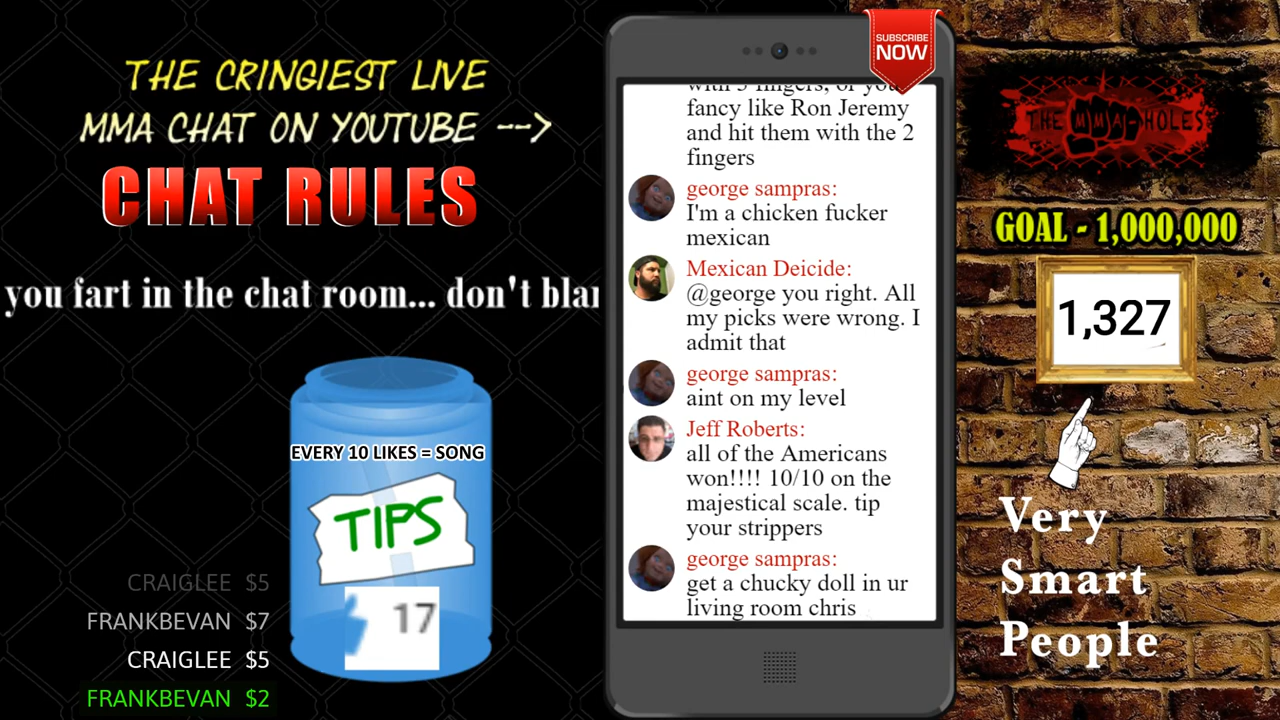 THE CRINGIEST LIVE
MMA CHAT ON YOUTUBE -->
CHAT RULES
you fart in the chat room... don't blar
EVERY 10 LIKES = SONG
TIPS
17
CRAIGLEE $5
FRANKBEVAN $7
CRAIGLEE $5
FRANKBEVAN $2
fancy like Ron Jeremy
and hit them with the 2
fingers
george sampras:
I'm a chicken fucker
mexican
Mexican Deicide:
@george you right. All
my picks were wrong. I
admit that
george sampras:
aint on my level
Jeff Roberts:
all of the Americans
won!!!! 10/10 on the
majestical scale. tip
your strippers
george sampras:
get a chucky doll in ur
living room chris
SUBSCRIBE
NOW
THE MMA-HOLES
GOAL - 1,000,000
1,327
Very
Smart
People